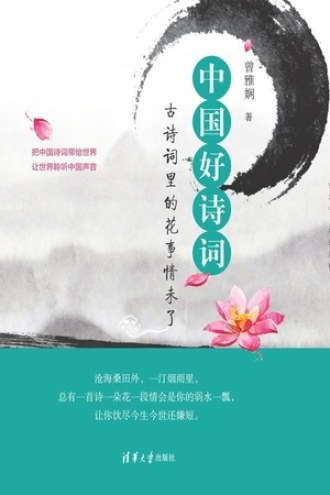 曾雅娴 著
中国好诗词
古诗词里的花事情未了
把中国诗词带给世界
让世界聆听中国声音
沧海桑田外，一汀烟雨里，
总有一首诗一朵花一段情会是你的弱水一瓢，
让你饮尽今生今世还嫌短。
清华大学出版社